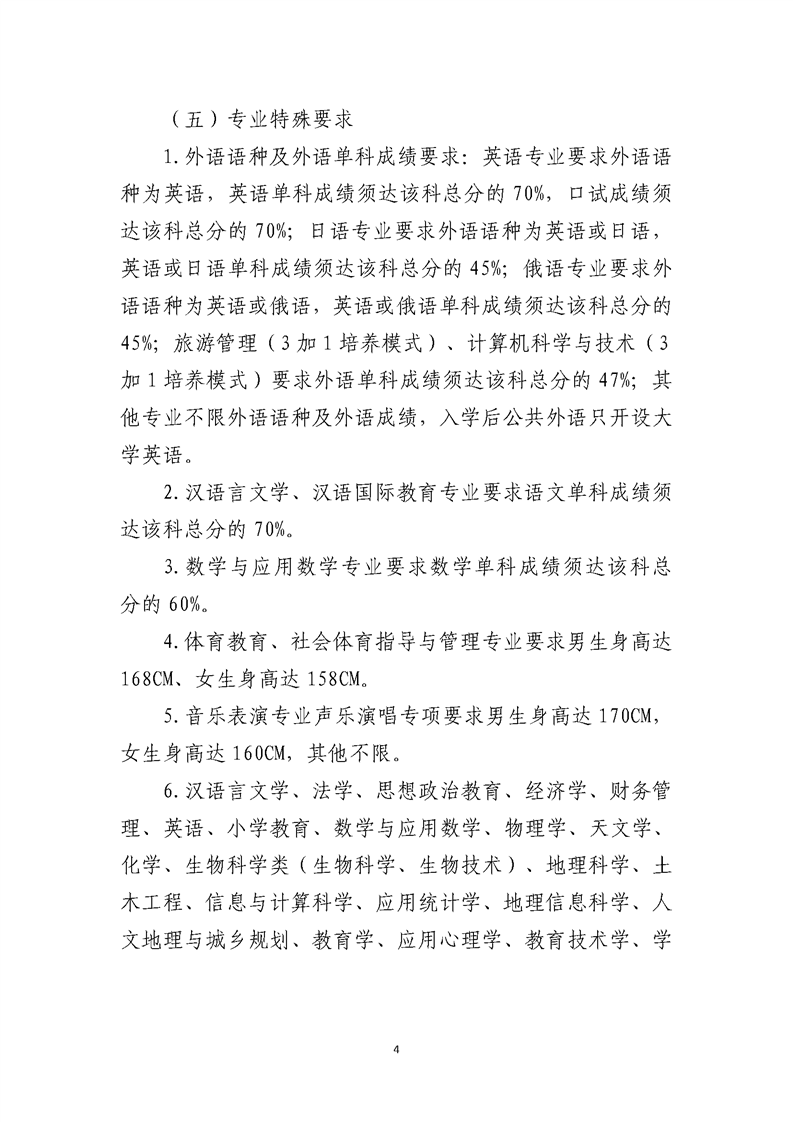 （五）专业特殊要求
1.外语语种及外语单科成绩要求：英语专业要求外语语
种为英语，英语单科成绩须达该科总分的 70%，口试成绩须
达该科总分的 70%；日语专业要求外语语种为英语或日语，
英语或日语单科成绩须达该科总分的 45%；俄语专业要求外
语语种为英语或俄语，英语或俄语单科成绩须达该科总分的
45%；旅游管理（3 加 1 培养模式）、计算机科学与技术（3
加 1 培养模式）要求外语单科成绩须达该科总分的 47%；其
他专业不限外语语种及外语成绩，入学后公共外语只开设大
学英语。
2.汉语言文学、汉语国际教育专业要求语文单科成绩须
达该科总分的 70%。
3.数学与应用数学专业要求数学单科成绩须达该科总
分的 60%。
4.体育教育、社会体育指导与管理专业要求男生身高达
168CM、女生身高达 158CM。
5.音乐表演专业声乐演唱专项要求男生身高达 170CM，
女生身高达 160CM，其他不限。
6.汉语言文学、法学、思想政治教育、经济学、财务管
理、英语、小学教育、数学与应用数学、物理学、天文学、
化学、生物科学类（生物科学、生物技术）、地理科学、土
木工程、信息与计算科学、应用统计学、地理信息科学、人
文地理与城乡规划、教育学、应用心理学、教育技术学、学
4